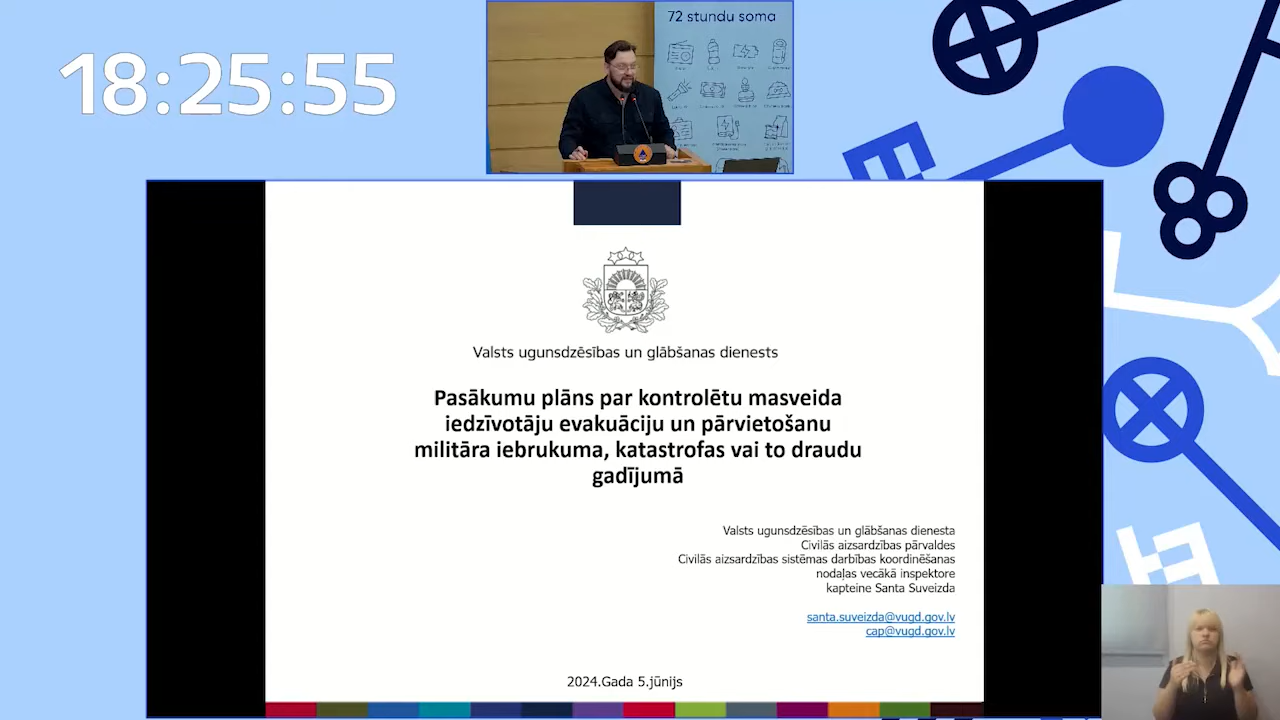 18:25:55
72 stundu soma
Valsts ugunsdzēsības un glābšanas dienests
Pasākumu plāns par kontrolētu masveida
iedzīvotāju evakuāciju un pārvietošanu
militāra iebrukuma, katastrofas vai to draudu
gadījumā
Valsts ugunsdzēsības un glābšanas dienesta
Civilās aizsardzības pārvaldes
Civilās aizsardzības sistēmas darbības koordinēšanas
nodaļas vecākā inspektore
kapteine Santa Suveizda
santa.suveizda@vugd.gov.lv
cap@vugd.gov.lv
2024.Gada 5.jūnijs